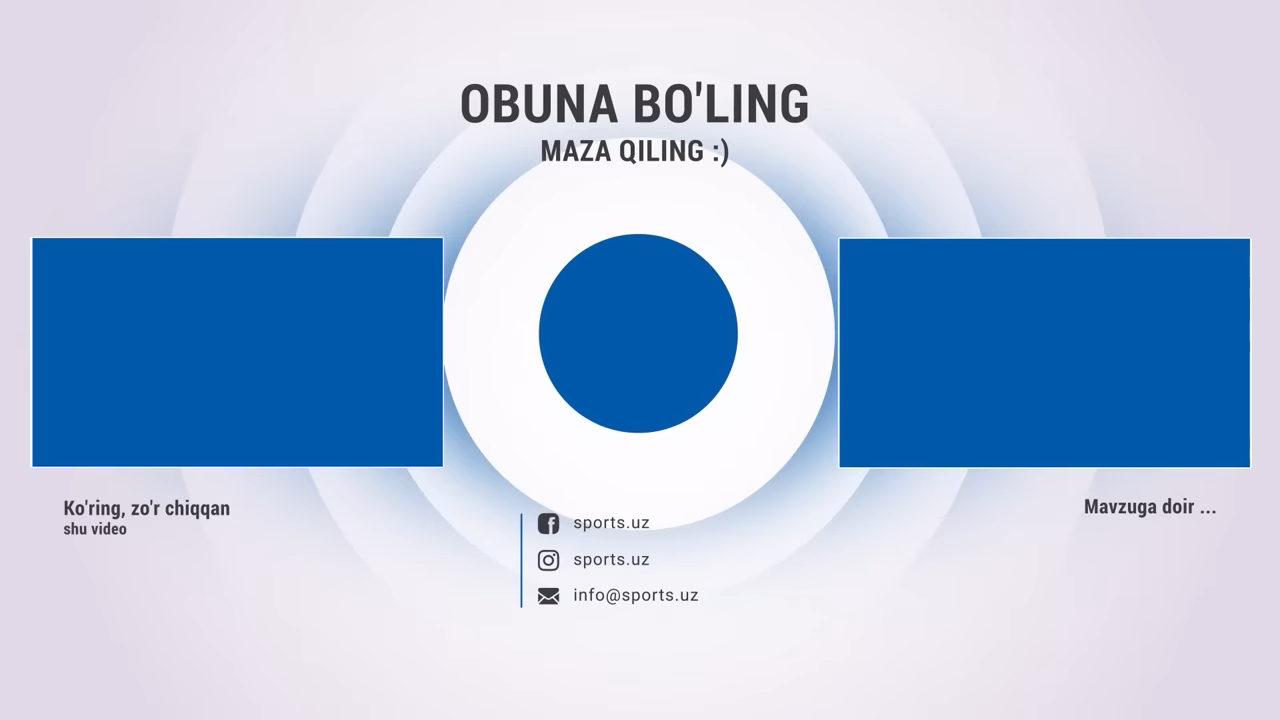 OBUNA BO'LING
MAZA QILING :)
Ko'ring, zo'r chiqqan
shu video
Mavzuga doir ...
sports.uz
sports.uz
info@sports.uz